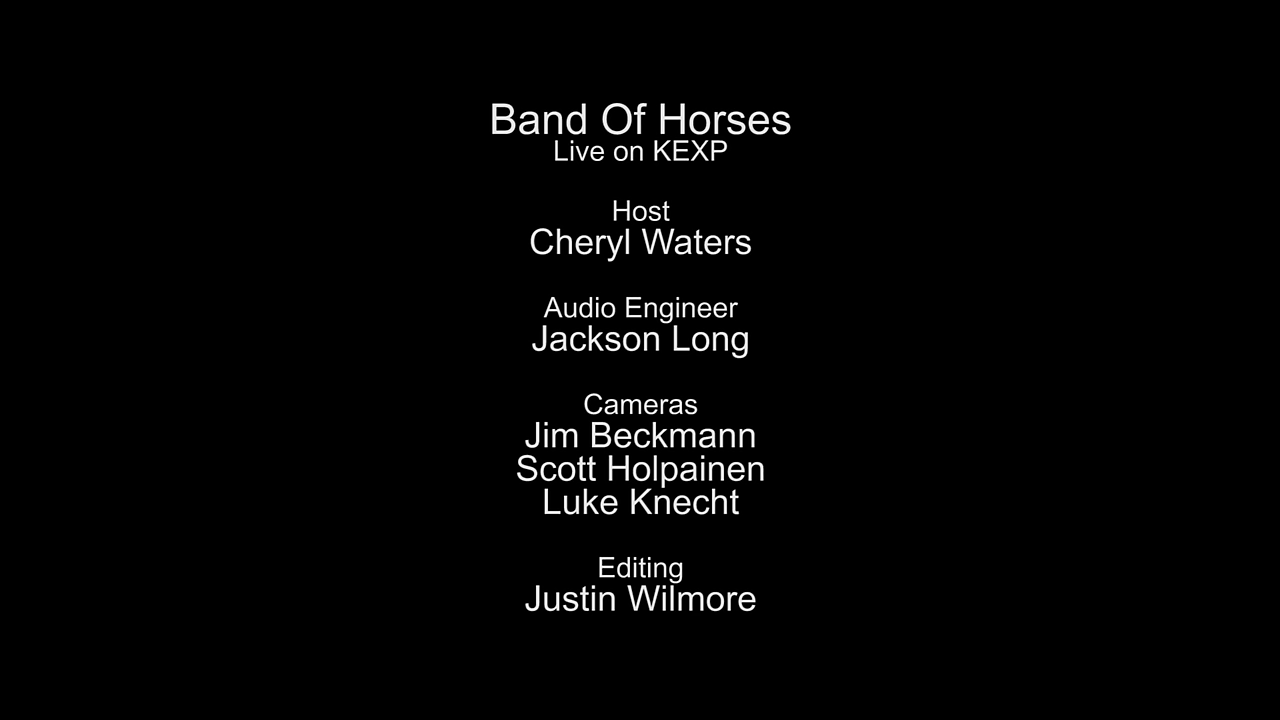 Band Of Horses
Live on KEXP
Host
Cheryl Waters
Audio Engineer
Jackson Long
Cameras
Jim Beckmann
Scott Holpainen
Luke Knecht
Editing
Justin Wilmore